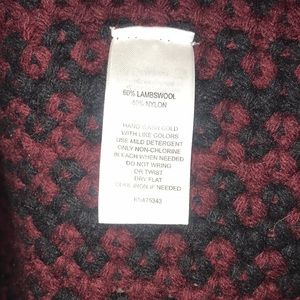 60% LAMBSWOOL
40% NYLON
HAND WASH COLD
WITH LIKE COLORS
USE MILD DETERGENT
ONLY NON-CHLORINE
BLEACH WHEN NEEDED
DO NOT WRING
OR TWIST
DRY FLAT
COOL IRON IF NEEDED